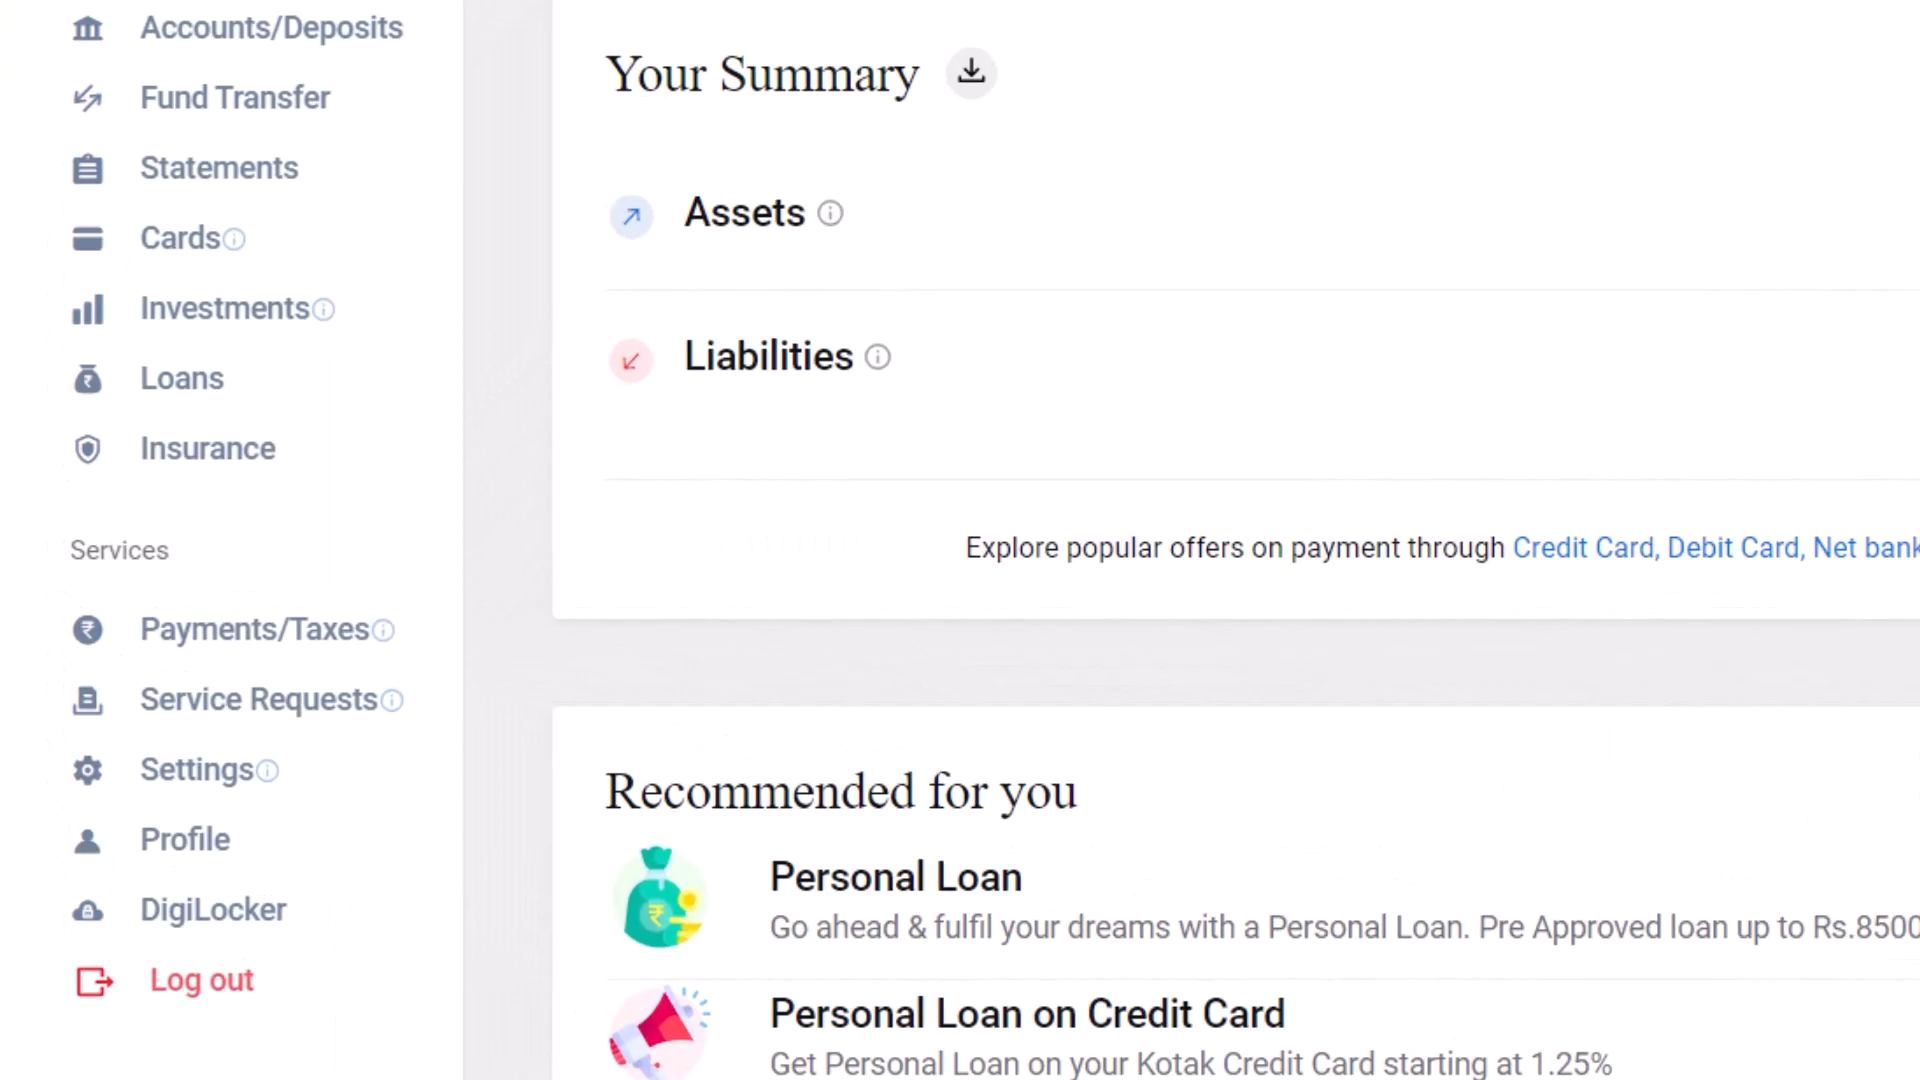 Accounts/Deposits
Fund Transfer
Statements
Cards
Investments
Loans
Insurance
Services
Payments/Taxes
Service Requests
Settings
Profile
DigiLocker
Log out
Your Summary
Assets
Liabilities
Explore popular offers on payment through Credit Card, Debit Card, Net bank
Recommended for you
Personal Loan
Go ahead & fulfil your dreams with a Personal Loan. Pre Approved loan up to Rs.8500
Personal Loan on Credit Card
Get Personal Loan on your Kotak Credit Card starting at 1.25%